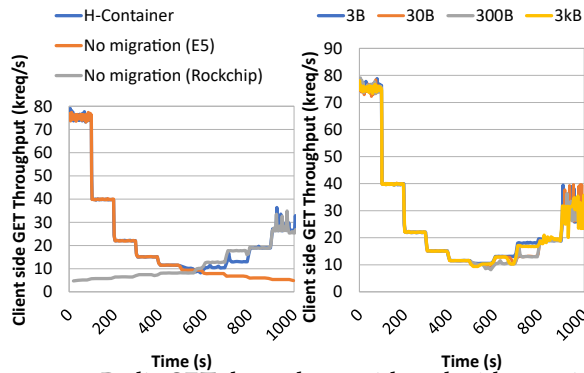 H-Container
No migration (E5)
No migration (Rockchip)
Client side GET Throughput (kreq/s)
80
70
60
50
40
30
20
10
0
0
200
400
600
800
1000
Time (s)
3B
30B
300B
3kB
Client side GET Throughput (kreq/s)
90
80
70
60
50
40
30
20
10
0
0
200
400
600
800
1000
Time (s)